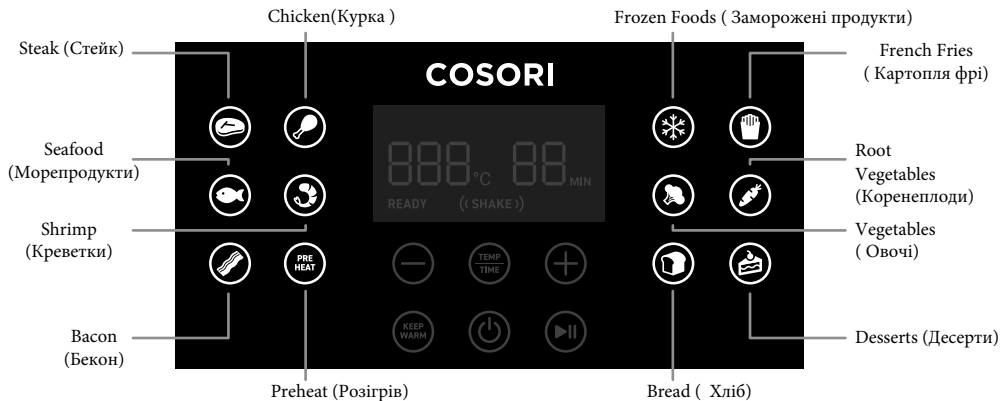 Chicken(Курка )
Frozen Foods ( Заморожені продукти)
Steak (Стейк)
French Fries
( Картопля фрі)
COSORI
Seafood
(Морепродукти)
Root
Vegetables
(Коренеплоди)
888 °C 88 MIN
READY ((SHAKE))
Shrimp
(Креветки)
Vegetables
( Овочі)
PRE
HEAT
TEMP
TIME
KEEP
WARM
Bacon
(Бекон)
Desserts (Десерти)
Preheat (Розігрів)
Bread ( Хліб)